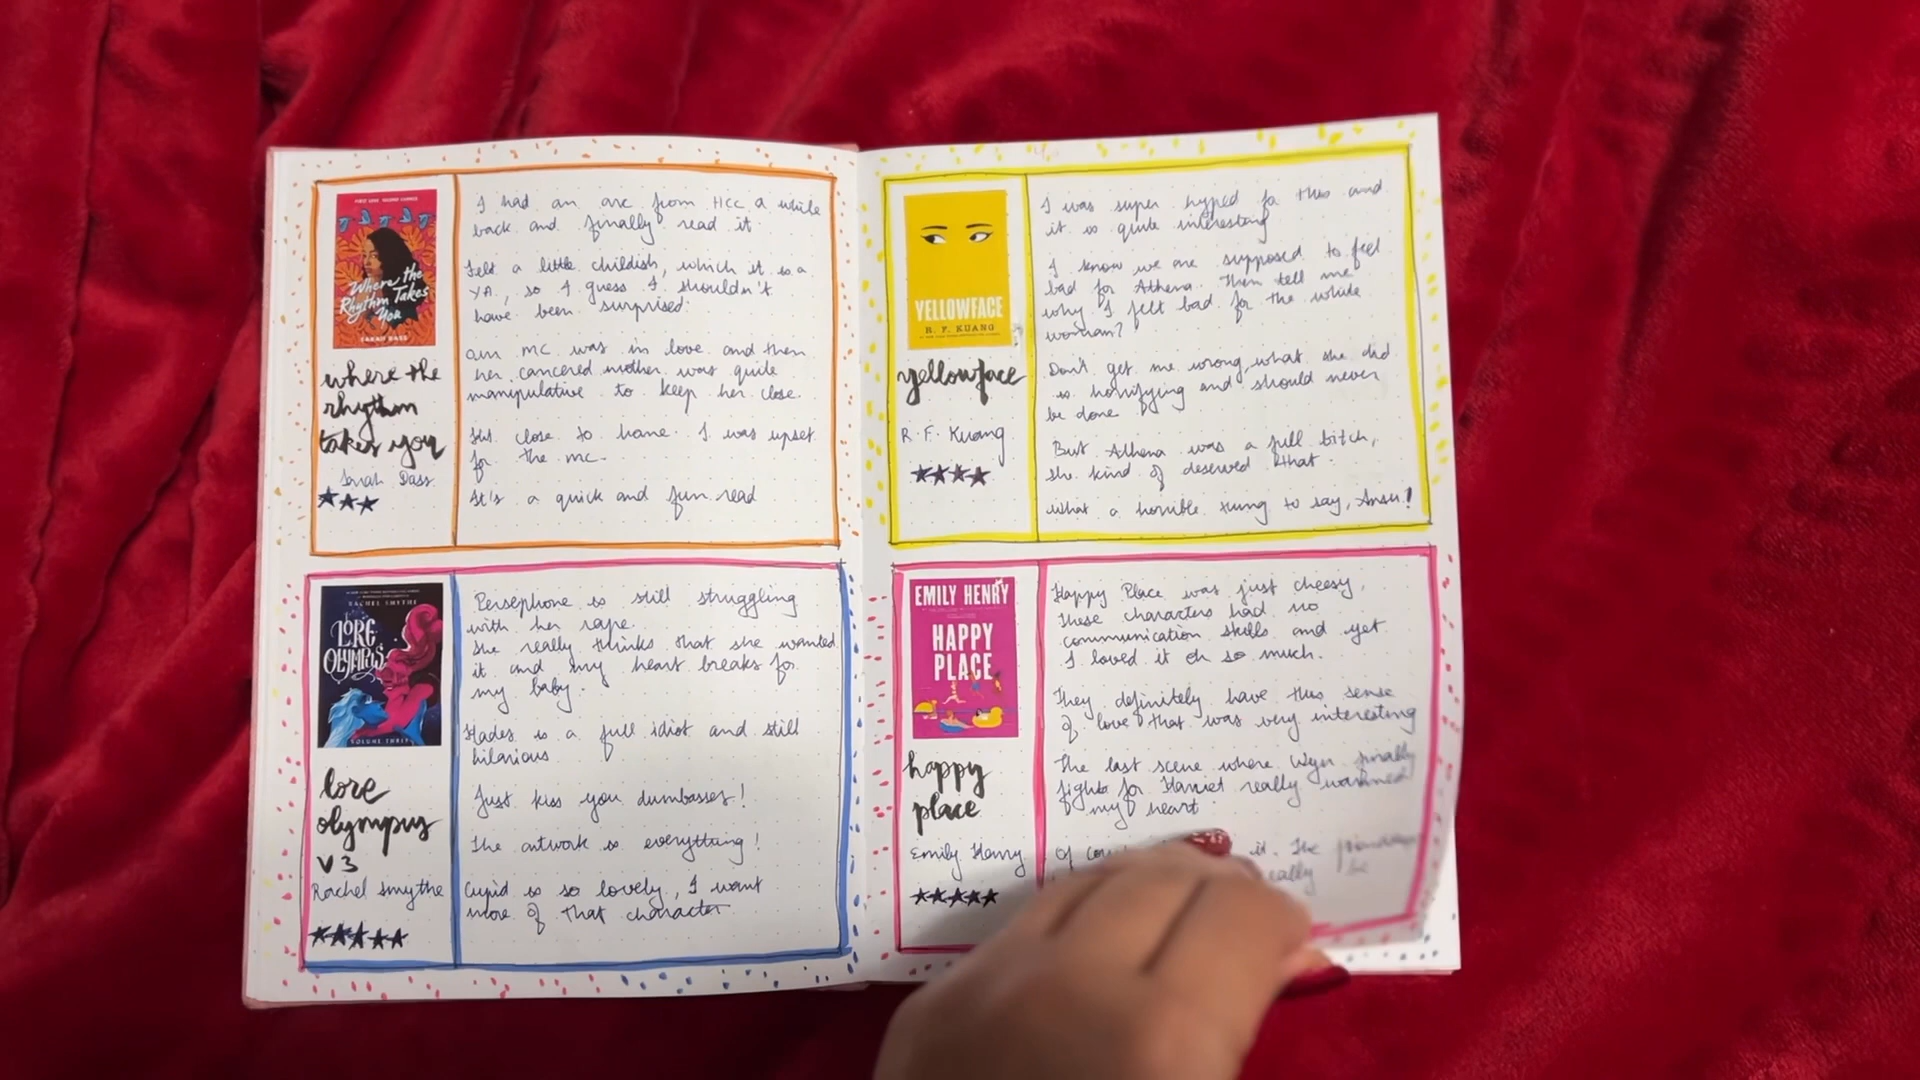 FIRST LOVE. SECOND CHANCE
Where the
Rhythm Takes
You
SARAH DASS
where the
rhythm
takes you
Sarah Dass
★★★
I had an arc from HCC a while
back and finally read it
Felt a little childish, which it is a
YA, so I guess I shouldn't
have been surprised.
Our MC was in love and then
her cancered mother was quite
manipulative to keep her close.
Hit close to home. I was upset
for the mc.
It's a quick and fun read
RACHEL SMYTHE
LORE
OLYMPUS
VOLUME THREE
lore
olympus
V3
Rachel Smythe
★★★★★
Persephone is still struggling
with her rape.
She really thinks that she wanted
it and my heart breaks for
my baby.
Hades is a full idiot and still
hilarious
Just kiss you dumbasses!
The artwork is everything!
Cupid is so lovely, I want
more of that character
YELLOWFACE
R. F. KUANG
yellowface
R.F. Kuang
★★★★
I was super hyped for this and
it is quite interesting
I know we are supposed to feel
bad for Athena. Then tell me
why I felt bad for the white
woman?
Don't get me wrong, what she did
is horrifying and should never
be done
But Athena was a full bitch,
she kind of deserved that.
What a horrible thing to say, Ansu!
EMILY HENRY
HAPPY
PLACE
happy
place
Emily Henry
★★★★★
Happy Place was just cheesy,
these characters had no
communication skills and yet
I loved it oh so much.
They definitely have this sense
of love that was very interesting
The last scene where Wyn finally
fights for Harriet really warmed
my heart.
Of it. The
be